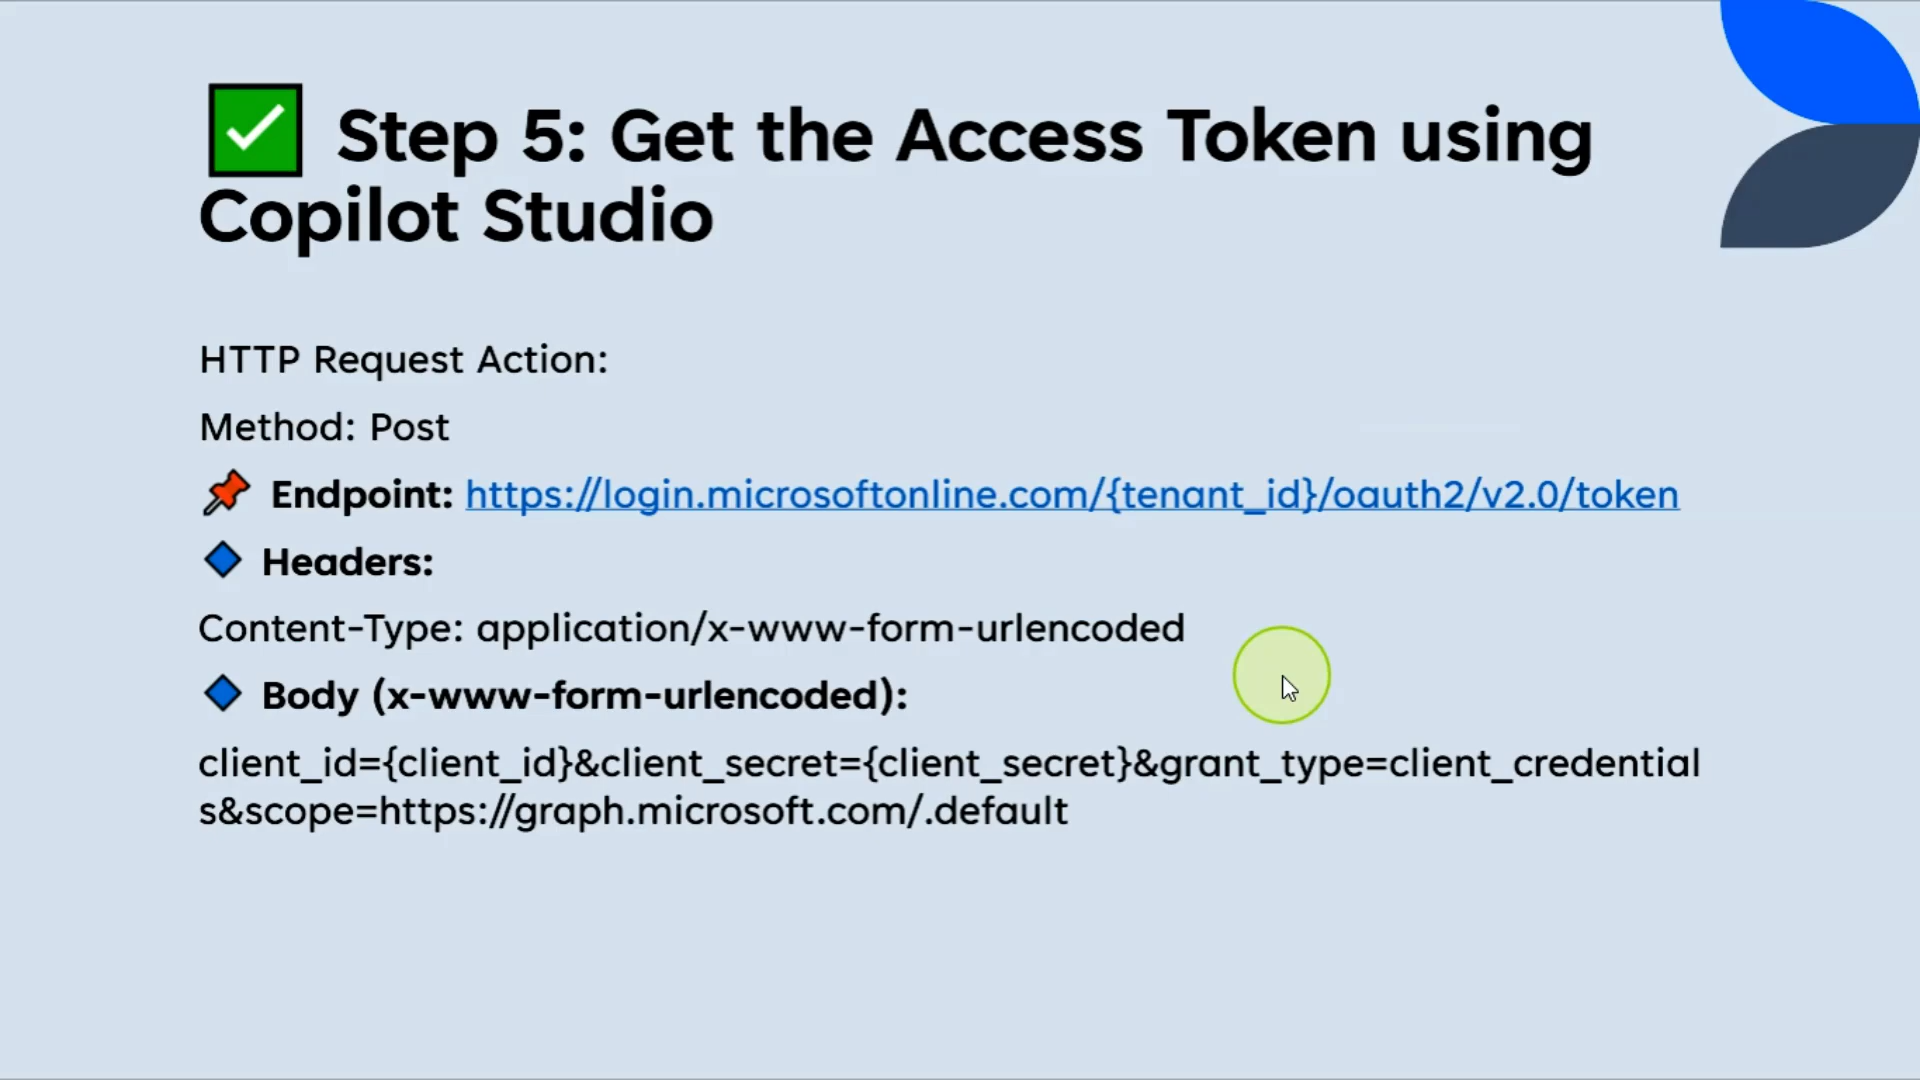 ✅ Step 5: Get the Access Token using
Copilot Studio
HTTP Request Action:
Method: Post
📌 Endpoint: https://login.microsoftonline.com/{tenant_id}/oauth2/v2.0/token
🔹 Headers:
Content-Type: application/x-www-form-urlencoded
🔹 Body (x-www-form-urlencoded):
client_id={client_id}&client_secret={client_secret}&grant_type=client_credential
s&scope=https://graph.microsoft.com/.default